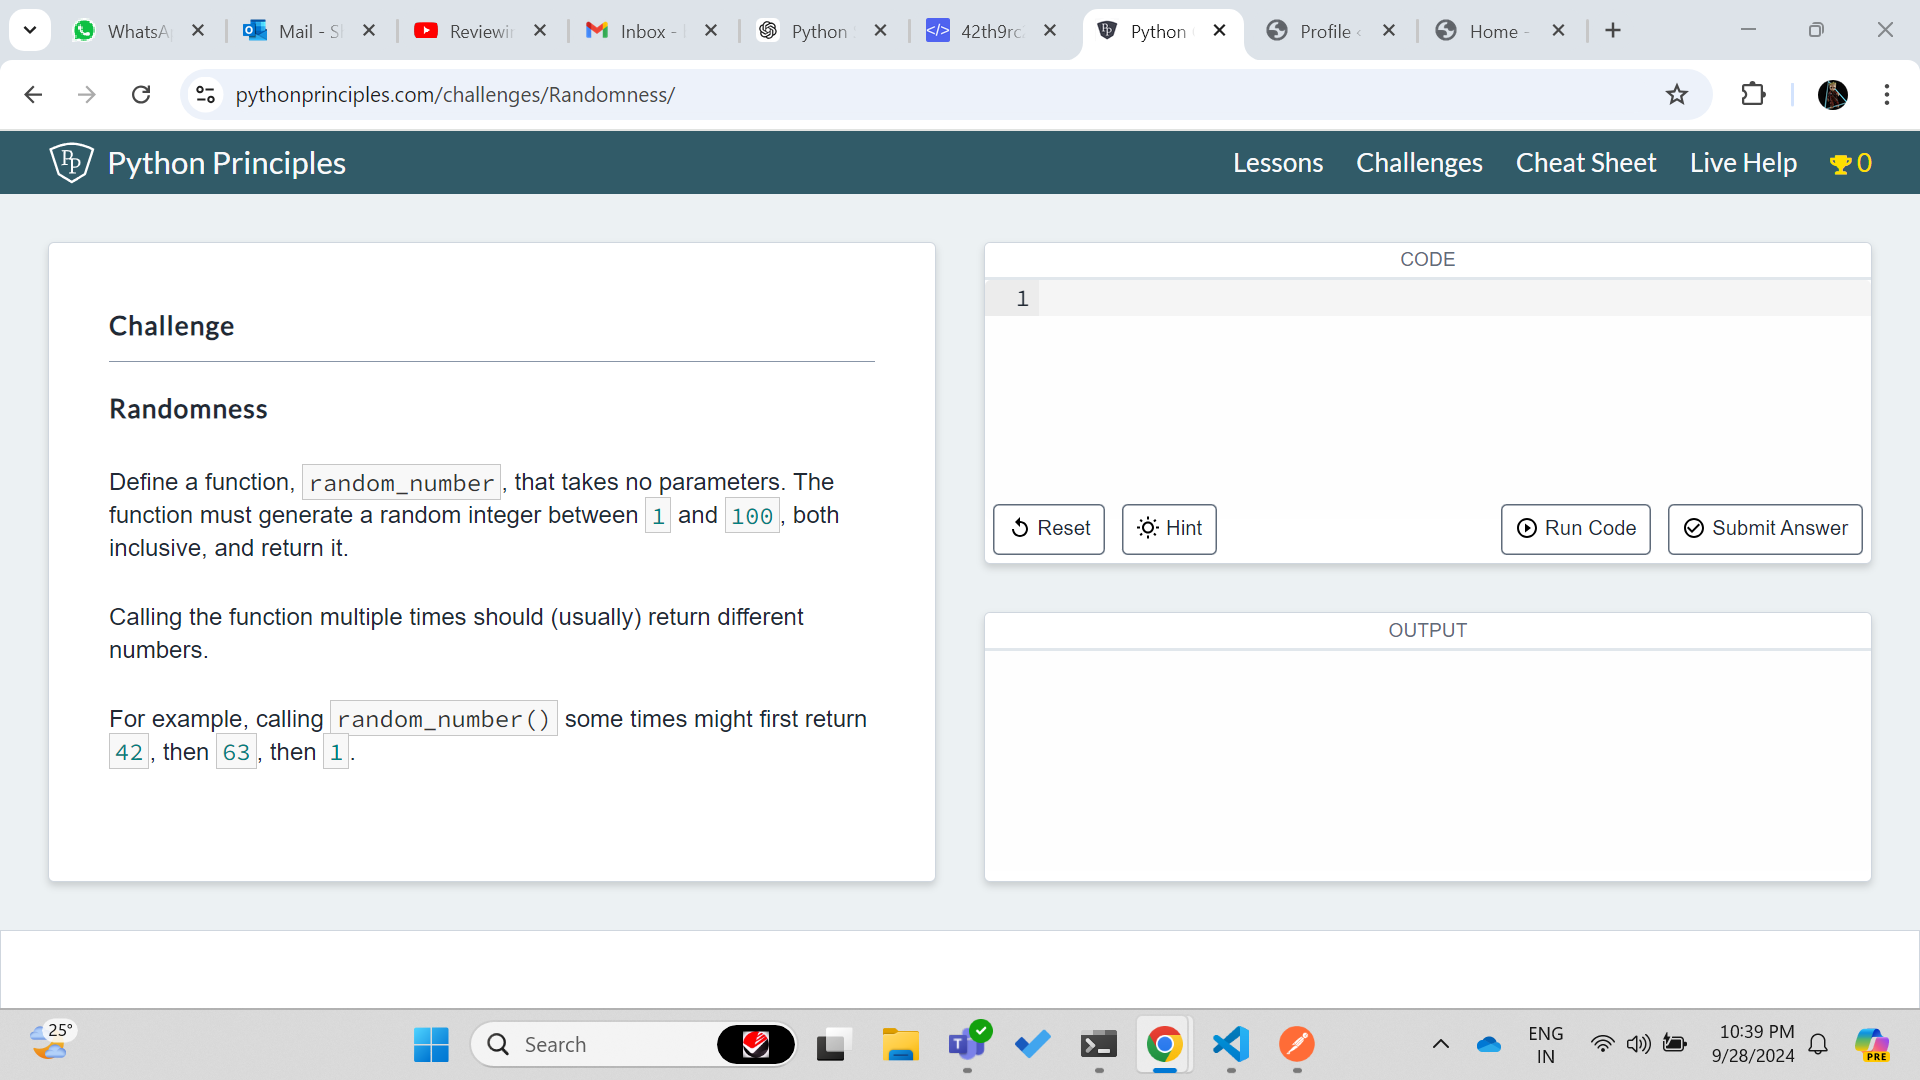 WhatsA
Mail - S
Reviewin
Inbox -
Python
42th9rc
Python
Profile
Home -
pythonprinciples.com/challenges/Randomness/
Python Principles
Lessons
Challenges
Cheat Sheet
Live Help
0
Challenge
Randomness
Define a function, random_number, that takes no parameters. The
function must generate a random integer between 1 and 100, both
inclusive, and return it.
Calling the function multiple times should (usually) return different
numbers.
For example, calling random_number() some times might first return
42, then 63, then 1.
CODE
1
Reset
Hint
Run Code
Submit Answer
OUTPUT
25°
Search
ENG
IN
10:39 PM
9/28/2024
PRE